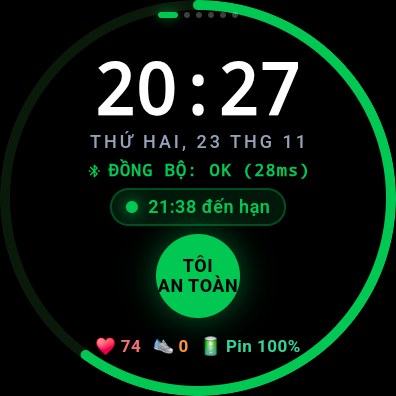 20:27
THỨ HAI, 23 THG 11
ĐỒNG BỘ: OK (28ms)
21:38 đến hạn
TÔI
AN TOÀN
74 0 Pin 100%